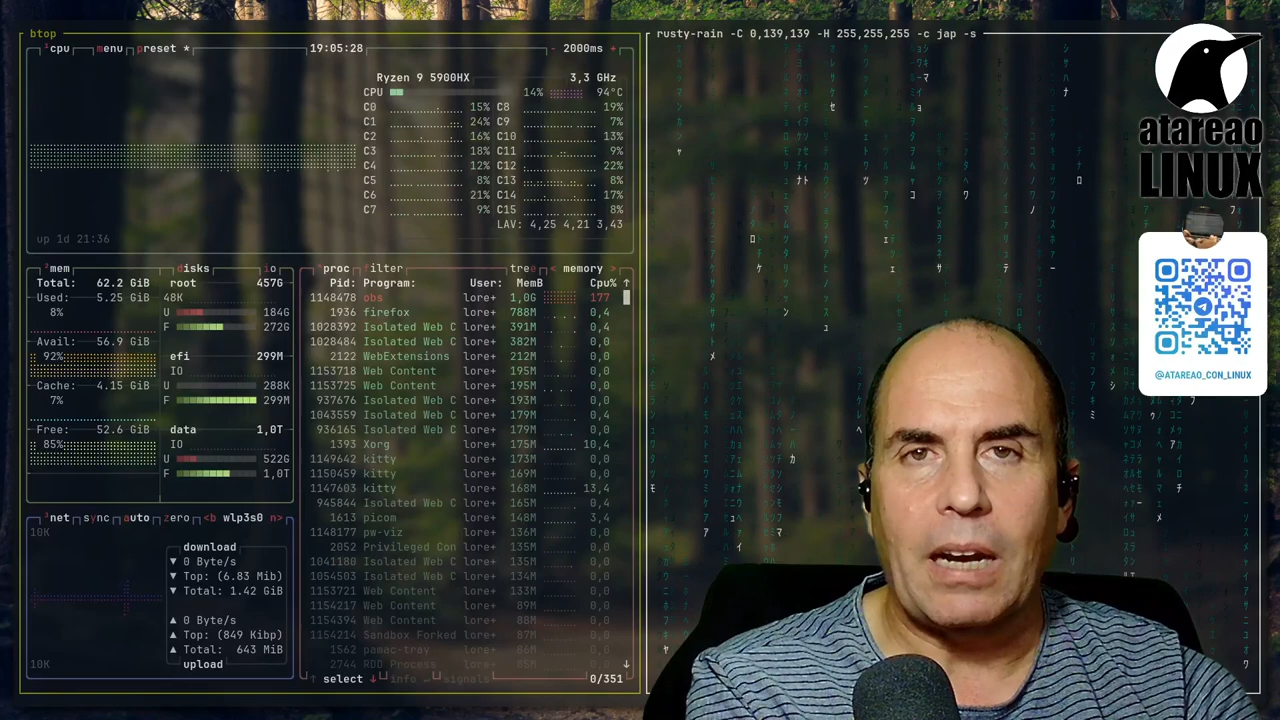 btop
¹cpu menu preset * 19:05:28 - 2000ms +
Ryzen 9 5900HX 3,3 GHz
CPU 14% 94°C
C0 15% C8 19%
C1 24% C9 7%
C2 16% C10 13%
C3 18% C11 9%
C4 12% C12 22%
C5 8% C13 8%
C6 21% C14 17%
C7 9% C15 8%
LAV: 4,25 4,21 3,43
up 1d 21:36
²mem disks io
Total: 62.2 GiB
Used: 5.25 GiB
8%
Avail: 56.9 GiB
92%
Cache: 4.15 GiB
7%
Free: 52.6 GiB
85%
root 457G
48K
U 184G
F 272G
efi 299M
IO
U 288K
F 299M
data 1,0T
IO
U 522G
F 1,0T
³net sync auto zero <b wlp3s0 n>
10K
download
▼ 0 Byte/s
▼ Top: (6.83 Mib)
▼ Total: 1.42 GiB
▲ 0 Byte/s
▲ Top: (849 Kibp)
▲ Total: 643 MiB
upload
10K
⁴proc filter tree < memory >
Pid: Program: User: MemB Cpu% ↑
1148478 obs lore+ 1,0G 177
1936 firefox lore+ 788M 0,4
1028392 Isolated Web C lore+ 391M 0,4
1028484 Isolated Web C lore+ 382M 0,4
2122 WebExtensions lore+ 212M 0,0
1153718 Web Content lore+ 195M 0,0
1153725 Web Content lore+ 195M 0,0
937676 Isolated Web C lore+ 193M 0,0
1043559 Isolated Web C lore+ 179M 0,4
936165 Isolated Web C lore+ 179M 0,0
1393 Xorg lore+ 175M 10,4
1149642 kitty lore+ 173M 0,0
1150459 kitty lore+ 169M 0,0
1147603 kitty lore+ 168M 13,4
945844 Isolated Web C lore+ 165M 0,4
1613 picom lore+ 148M 3,4
1148177 pw-viz lore+ 136M 0,0
2052 Privileged Con lore+ 135M 0,0
1041180 Isolated Web C lore+ 135M 0,0
1054503 Isolated Web C lore+ 134M 0,0
1153721 Web Content lore+ 133M 0,0
1154217 Web Content lore+ 89M 0,0
1154394 Web Content lore+ 88M 0,0
1154214 Sandbox Forked lore+ 87M 0,0
1562 pamac-tray lore+ 86M 0,0
2744 RDD Process lore+ 85M 0,0
↑ select ↓ info ↵ signals 0/351
rusty-rain -C 0,139,139 -H 255,255,255 -c jap -s
atareao
LINUX
@ATAREAO_CON_LINUX